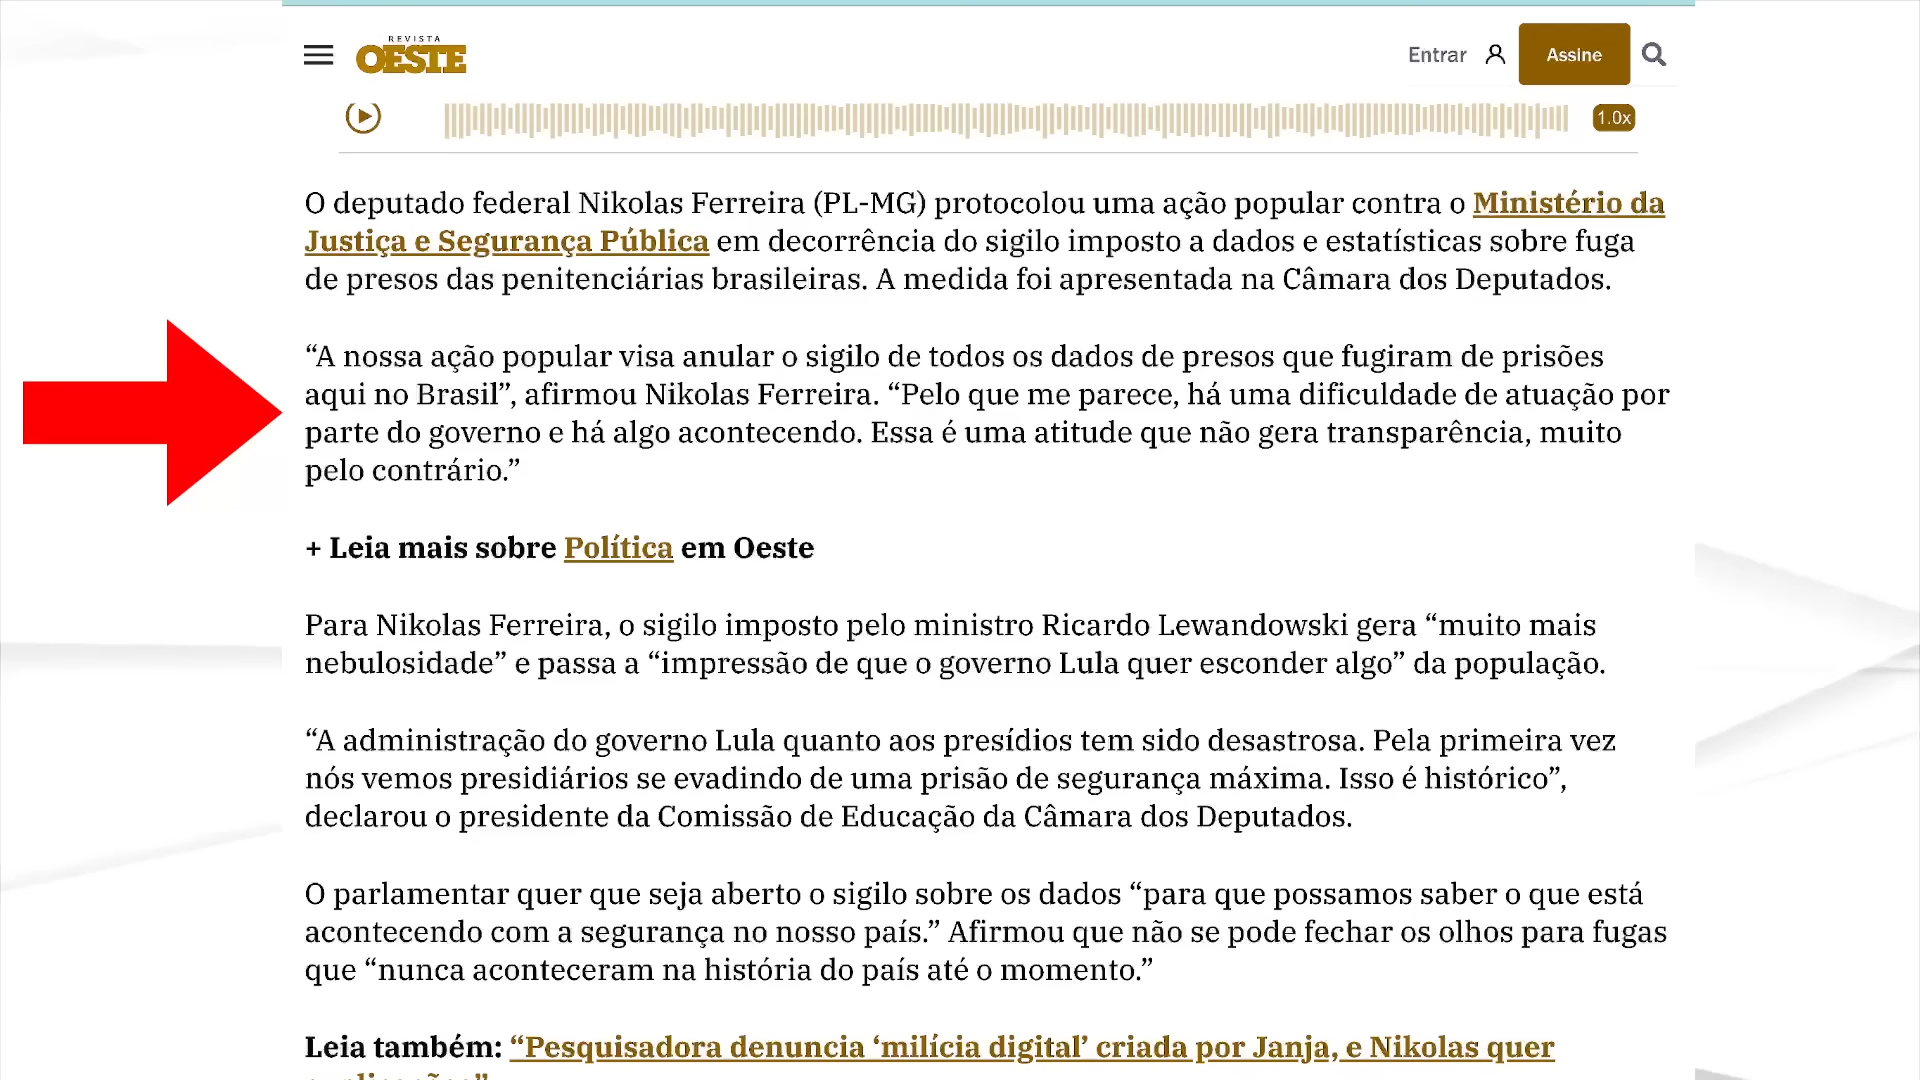 REVISTA
OESTE
Entrar
Assine
1.0x
O deputado federal Nikolas Ferreira (PL-MG) protocolou uma ação popular contra o Ministério da
Justiça e Segurança Pública em decorrência do sigilo imposto a dados e estatísticas sobre fuga
de presos das penitenciárias brasileiras. A medida foi apresentada na Câmara dos Deputados.
“A nossa ação popular visa anular o sigilo de todos os dados de presos que fugiram de prisões
aqui no Brasil”, afirmou Nikolas Ferreira. “Pelo que me parece, há uma dificuldade de atuação por
parte do governo e há algo acontecendo. Essa é uma atitude que não gera transparência, muito
pelo contrário.”
+ Leia mais sobre Política em Oeste
Para Nikolas Ferreira, o sigilo imposto pelo ministro Ricardo Lewandowski gera “muito mais
nebulosidade” e passa a “impressão de que o governo Lula quer esconder algo” da população.
“A administração do governo Lula quanto aos presídios tem sido desastrosa. Pela primeira vez
nós vemos presidiários se evadindo de uma prisão de segurança máxima. Isso é histórico”,
declarou o presidente da Comissão de Educação da Câmara dos Deputados.
O parlamentar quer que seja aberto o sigilo sobre os dados “para que possamos saber o que está
acontecendo com a segurança no nosso país.” Afirmou que não se pode fechar os olhos para fugas
que “nunca aconteceram na história do país até o momento.”
Leia também: “Pesquisadora denuncia ‘milícia digital’ criada por Janja, e Nikolas quer